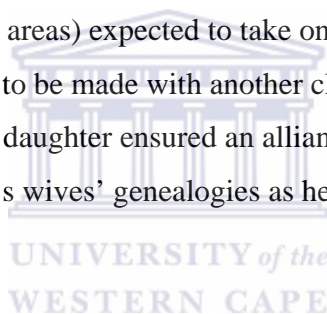 areas) expected to take on
to be made with another cl
daughter ensured an allian
s wives’ genealogies as he
UNIVERSITY of the
WESTERN CAPE